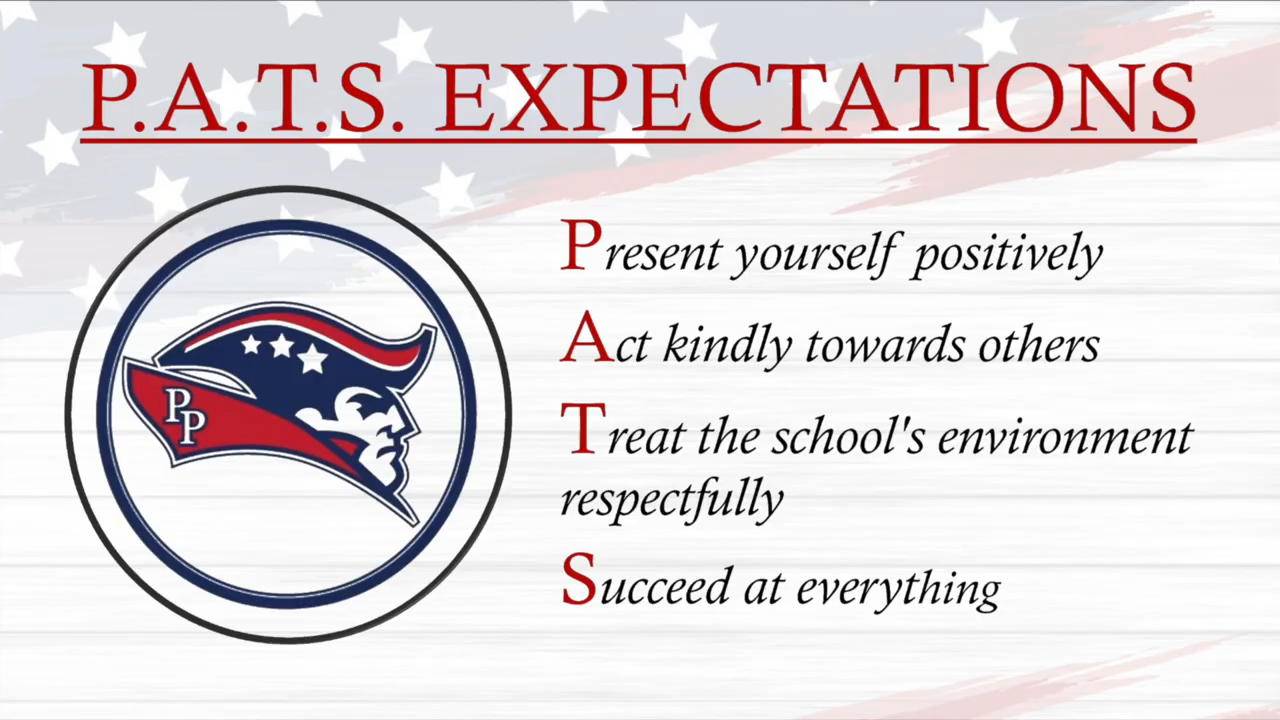 P.A.T.S. EXPECTATIONS
Present yourself positively
Act kindly towards others
Treat the school's environment
respectfully
Succeed at everything
PP